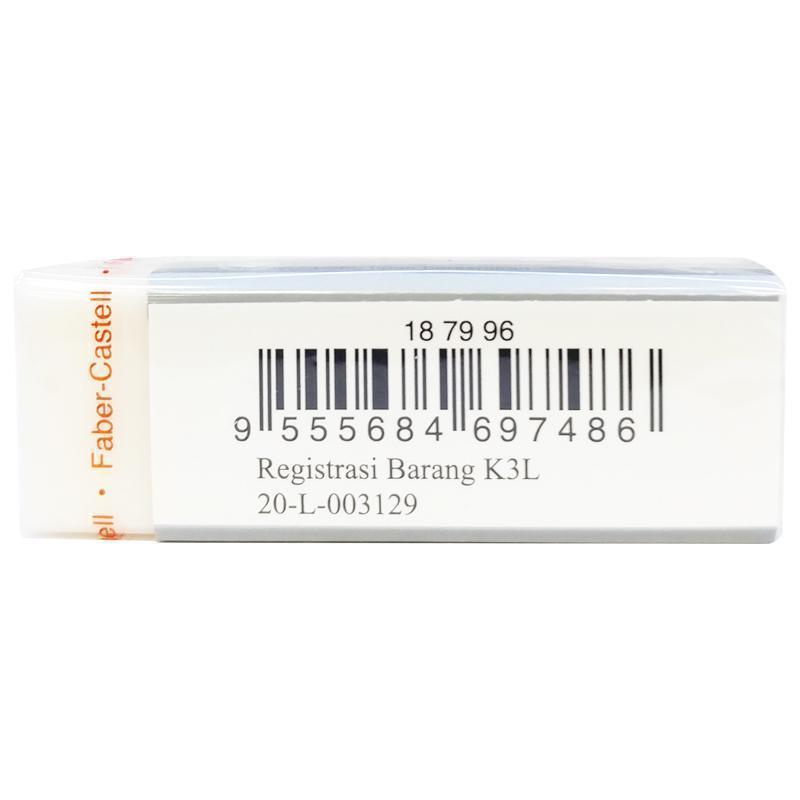 18 79 96
9 555684 697486
Registrasi Barang K3L
20-L-003129
ell • Faber-Castell •